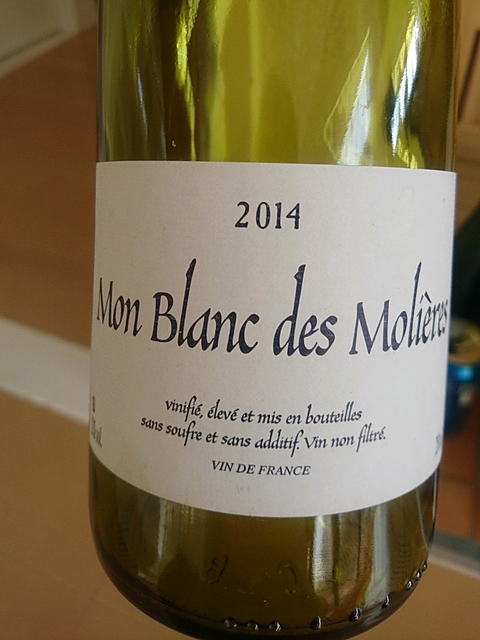 2014
Mon Blanc des Molières
vinifié, élevé et mis en bouteilles
sans soufre et sans additif. Vin non filtré.
VIN DE FRANCE